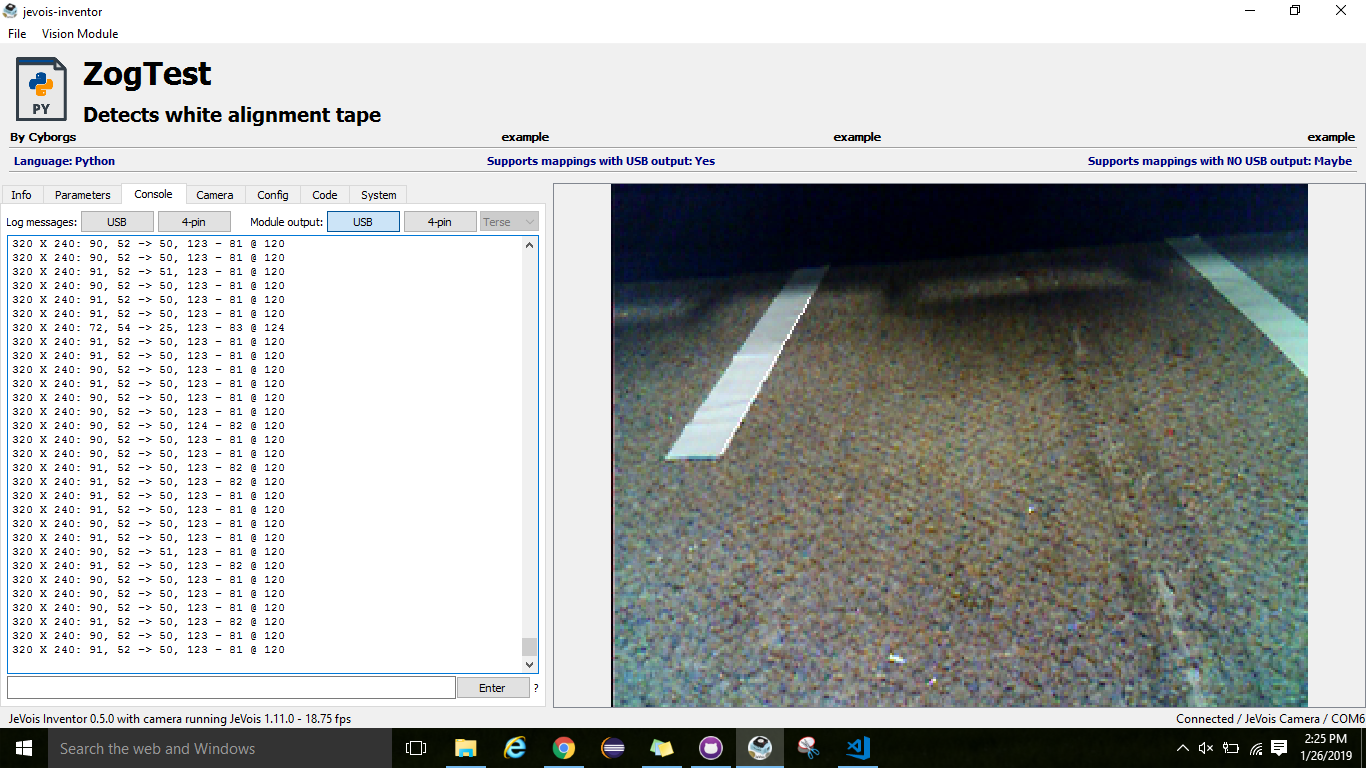 jevois-inventor
File Vision Module
PY
ZogTest
Detects white alignment tape
By Cyborgs example example example
Language: Python Supports mappings with USB output: Yes Supports mappings with NO USB output: Maybe
Info Parameters Console Camera Config Code System
Log messages: USB 4-pin Module output: USB 4-pin Terse
320 X 240: 90, 52 -> 50, 123 - 81 @ 120
320 X 240: 90, 52 -> 50, 123 - 81 @ 120
320 X 240: 91, 52 -> 51, 123 - 81 @ 120
320 X 240: 90, 52 -> 50, 123 - 81 @ 120
320 X 240: 91, 52 -> 50, 123 - 81 @ 120
320 X 240: 91, 52 -> 50, 123 - 81 @ 120
320 X 240: 72, 54 -> 25, 123 - 83 @ 124
320 X 240: 91, 52 -> 50, 123 - 81 @ 120
320 X 240: 91, 52 -> 50, 123 - 81 @ 120
320 X 240: 90, 52 -> 50, 123 - 81 @ 120
320 X 240: 91, 52 -> 50, 123 - 81 @ 120
320 X 240: 90, 52 -> 50, 123 - 81 @ 120
320 X 240: 90, 52 -> 50, 123 - 81 @ 120
320 X 240: 90, 52 -> 50, 124 - 82 @ 120
320 X 240: 90, 52 -> 50, 123 - 81 @ 120
320 X 240: 90, 52 -> 50, 123 - 82 @ 120
320 X 240: 91, 52 -> 50, 123 - 82 @ 120
320 X 240: 91, 52 -> 50, 123 - 82 @ 120
320 X 240: 91, 52 -> 50, 123 - 81 @ 120
320 X 240: 91, 52 -> 50, 123 - 81 @ 120
320 X 240: 90, 52 -> 50, 123 - 81 @ 120
320 X 240: 91, 52 -> 50, 123 - 81 @ 120
320 X 240: 90, 52 -> 51, 123 - 81 @ 120
320 X 240: 91, 52 -> 50, 123 - 82 @ 120
320 X 240: 90, 52 -> 50, 123 - 81 @ 120
320 X 240: 90, 52 -> 50, 123 - 81 @ 120
320 X 240: 90, 52 -> 50, 123 - 81 @ 120
320 X 240: 91, 52 -> 50, 123 - 82 @ 120
320 X 240: 90, 52 -> 50, 123 - 81 @ 120
320 X 240: 91, 52 -> 50, 123 - 81 @ 120
Enter ?
JeVois Inventor 0.5.0 with camera running JeVois 1.11.0 - 18.75 fps Connected / JeVois Camera / COM6
Search the web and Windows
2:25 PM
1/26/2019